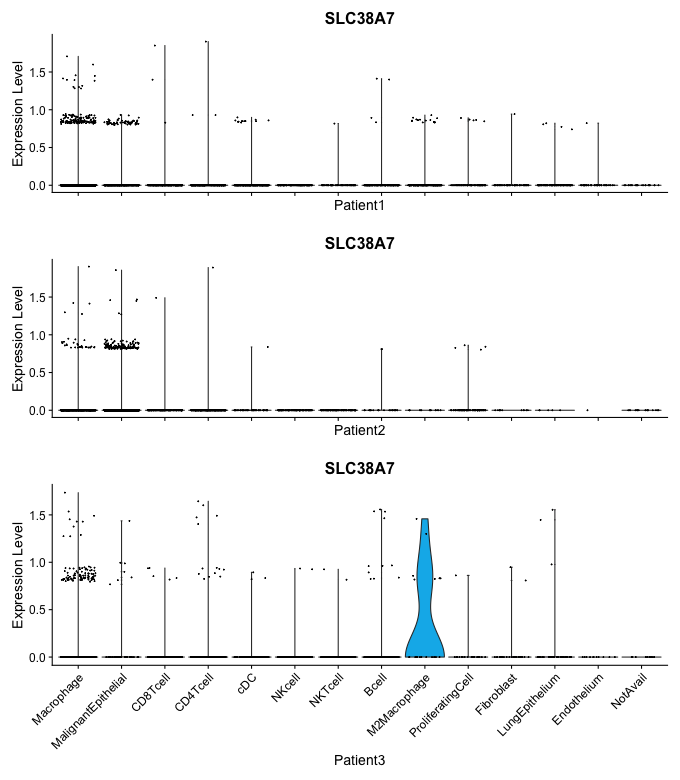 SLC38A7
Expression Level
1.5
1.0
0.5
0.0
Patient1
SLC38A7
Expression Level
1.5
1.0
0.5
0.0
Patient2
SLC38A7
Expression Level
1.5
1.0
0.5
0.0
Macrophage
MalignantEpithelial
CD8Tcell
CD4Tcell
cDC
NKcell
NKTcell
Bcell
M2Macrophage
ProliferatingCell
Fibroblast
LungEpithelium
Endothelium
NotAvail
Patient3